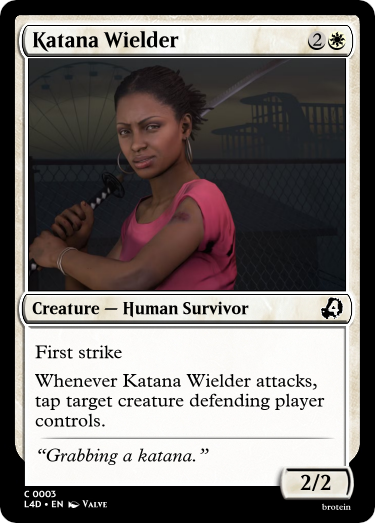 Katana Wielder 2
Creature — Human Survivor
First strike
Whenever Katana Wielder attacks,
tap target creature defending player
controls.
“Grabbing a katana.”
2/2
C 0003
L4D • EN Valve
brotein